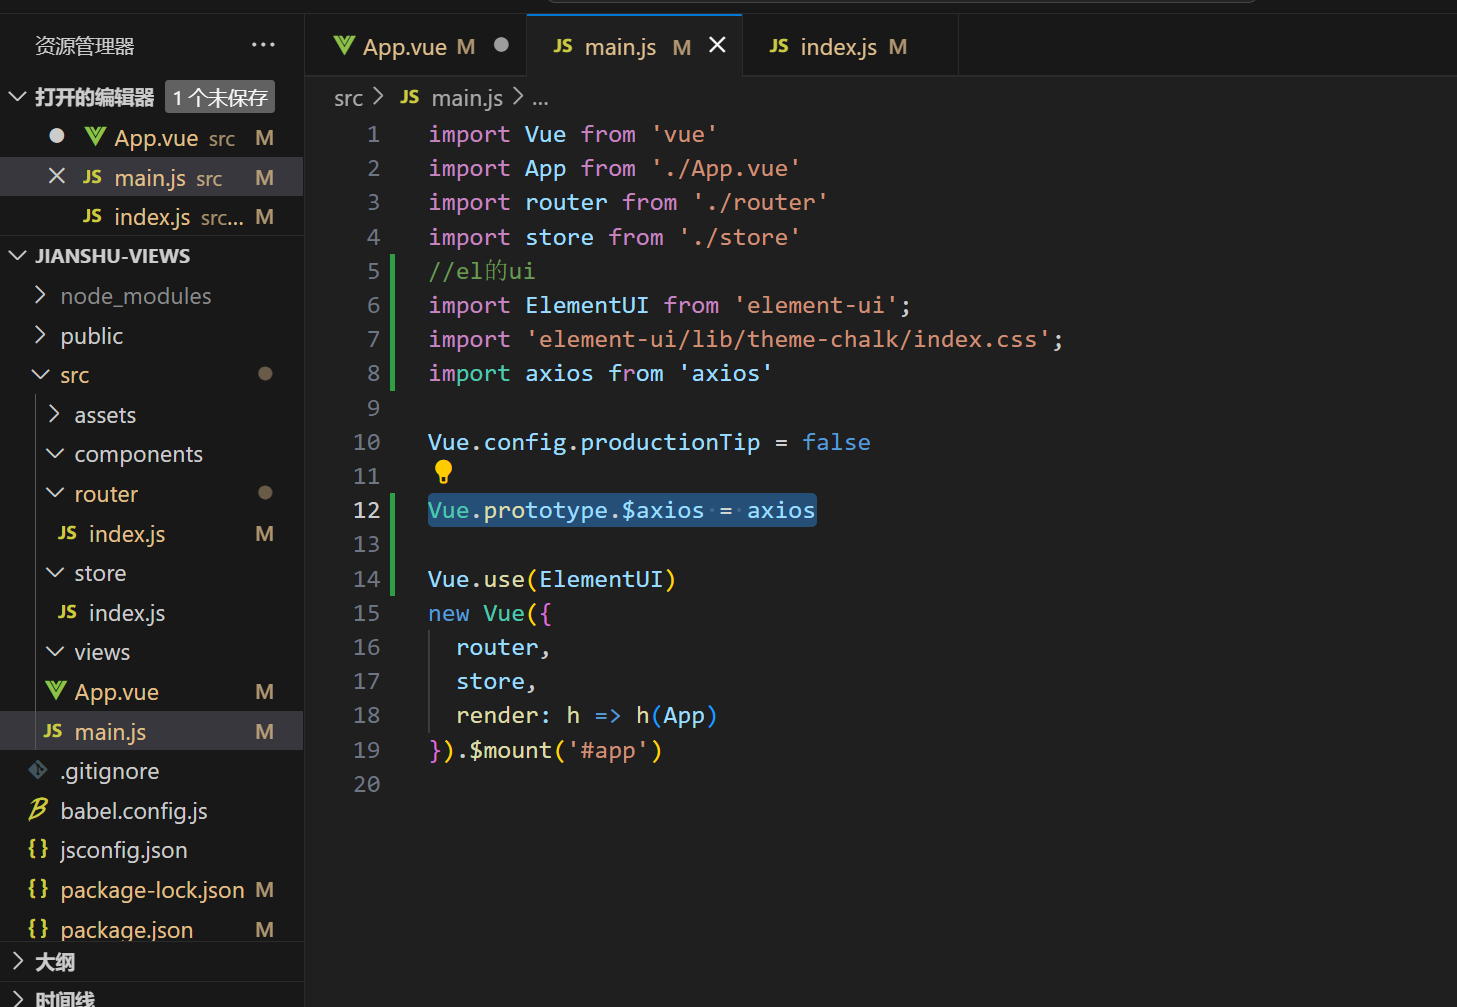 资源管理器 ···
打开的编辑器 1 个未保存
App.vue src M
JS main.js src M
JS index.js src... M
JIANSHU-VIEWS
node_modules
public
src
assets
components
router
JS index.js M
store
JS index.js
views
App.vue M
JS main.js M
.gitignore
babel.config.js
{} jsconfig.json
{} package-lock.json M
{} package.json M
大纲
时间线
App.vue M
JS main.js M
JS index.js M
src > JS main.js > ...
1 import Vue from 'vue'
2 import App from './App.vue'
3 import router from './router'
4 import store from './store'
5 //el的ui
6 import ElementUI from 'element-ui';
7 import 'element-ui/lib/theme-chalk/index.css';
8 import axios from 'axios'
9
10 Vue.config.productionTip = false
11
12 Vue.prototype.$axios = axios
13
14 Vue.use(ElementUI)
15 new Vue({
16 router,
17 store,
18 render: h => h(App)
19 }).$mount('#app')
20